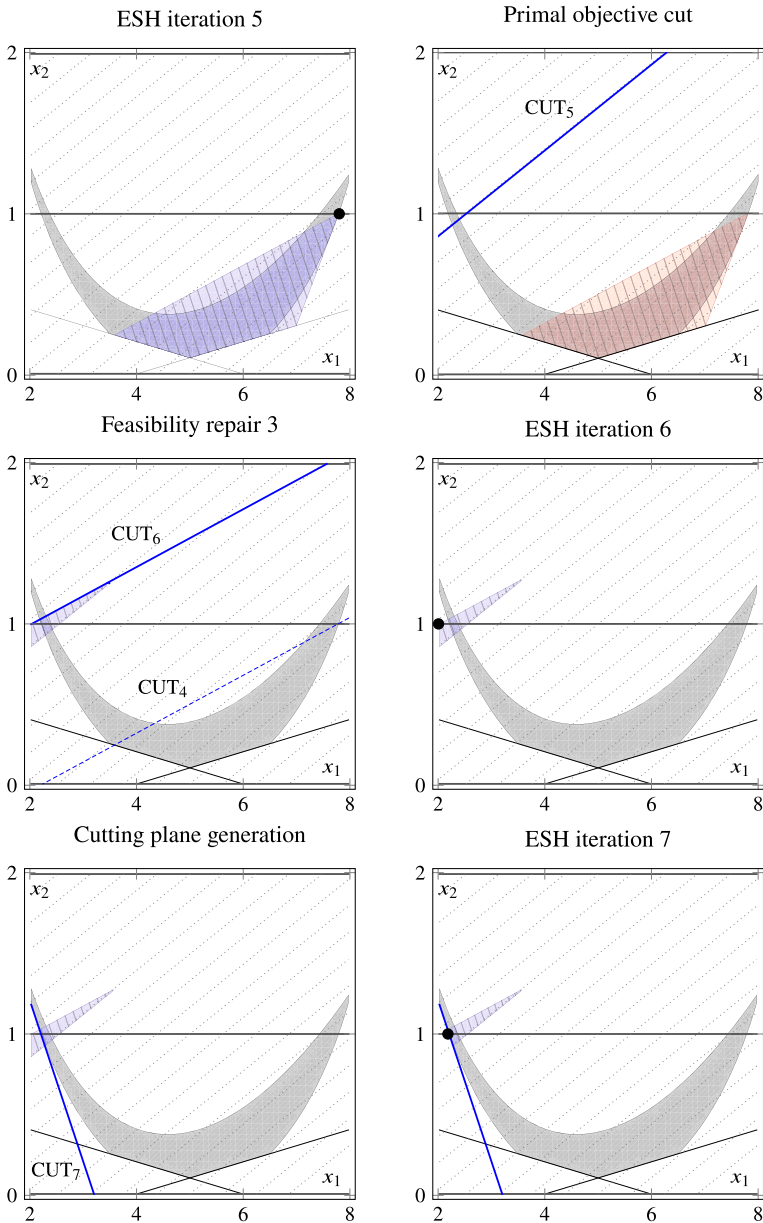 ESH iteration 5
x₂
2
1
0
x₁
2
4
6
8
Primal objective cut
x₂
CUT₅
2
1
0
x₁
2
4
6
8
Feasibility repair 3
x₂
CUT₆
CUT₄
2
1
0
x₁
2
4
6
8
ESH iteration 6
x₂
2
1
0
x₁
2
4
6
8
Cutting plane generation
x₂
2
1
0
CUT₇
x₁
2
4
6
8
ESH iteration 7
x₂
2
1
0
x₁
2
4
6
8